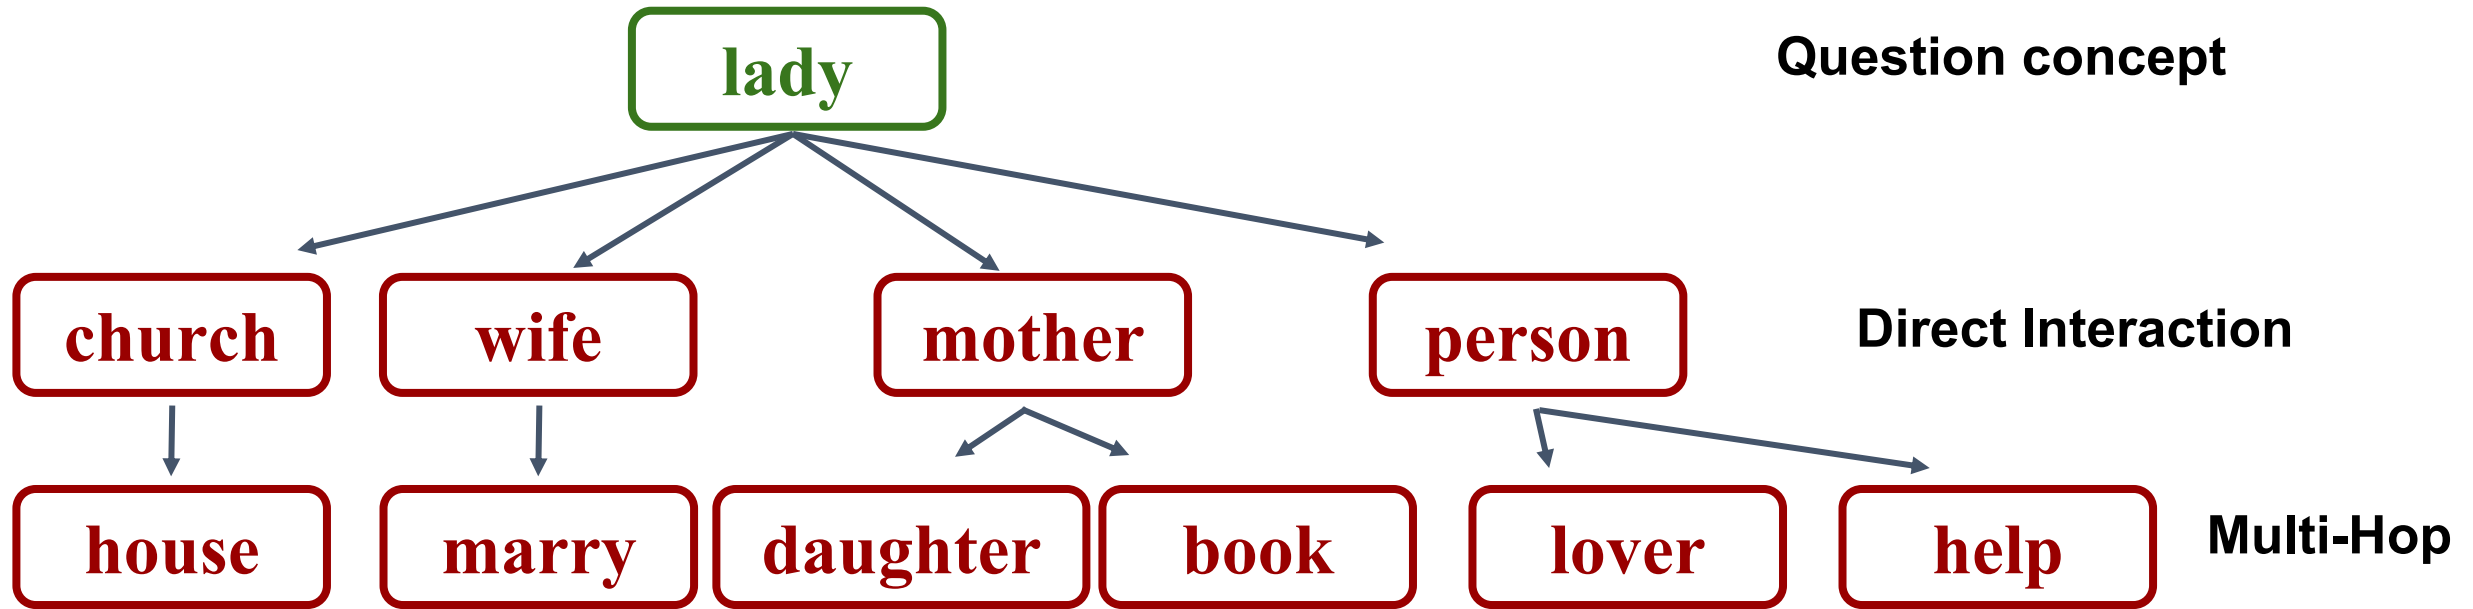 lady
Question concept
church
wife
mother
person
Direct Interaction
house
marry
daughter
book
lover
help
Multi-Hop